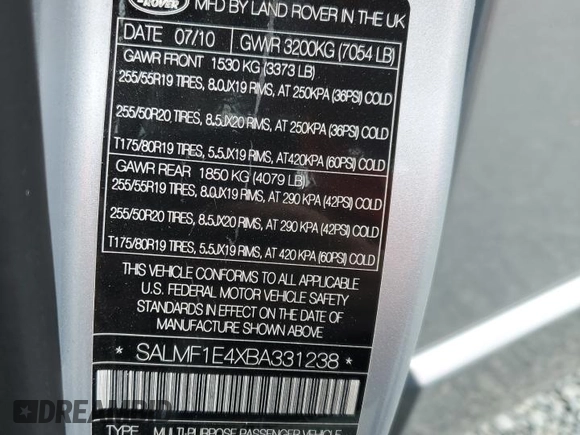 ROVER
MFD BY LAND ROVER IN THE UK
DATE 07/10 GWR 3200KG (7054 LB)
GAWR FRONT 1530 KG (3373 LB)
255/55R19 TIRES, 8.0JX19 RIMS, AT 250KPA (36PSI) COLD
255/50R20 TIRES, 8.5JX20 RIMS, AT 250KPA (36PSI) COLD
T175/80R19 TIRES, 5.5JX19 RIMS, AT420KPA (60PSI) COLD
GAWR REAR 1850 KG (4079 LB)
255/55R19 TIRES, 8.0JX19 RIMS, AT 290 KPA (42PSI) COLD
255/50R20 TIRES, 8.5JX20 RIMS, AT 290 KPA (42PSI) COLD
T175/80R19 TIRES, 5.5JX19 RIMS, AT 420 KPA (60PSI) COLD
THIS VEHICLE CONFORMS TO ALL APPLICABLE
U.S. FEDERAL MOTOR VEHICLE SAFETY
STANDARDS IN EFFECT ON THE DATE OF
MANUFACTURE SHOWN ABOVE
* SALMF1E4XBA331238 *
TYPE MULTI-PURPOSE PASSENGER VEHICLE
DREAMBID